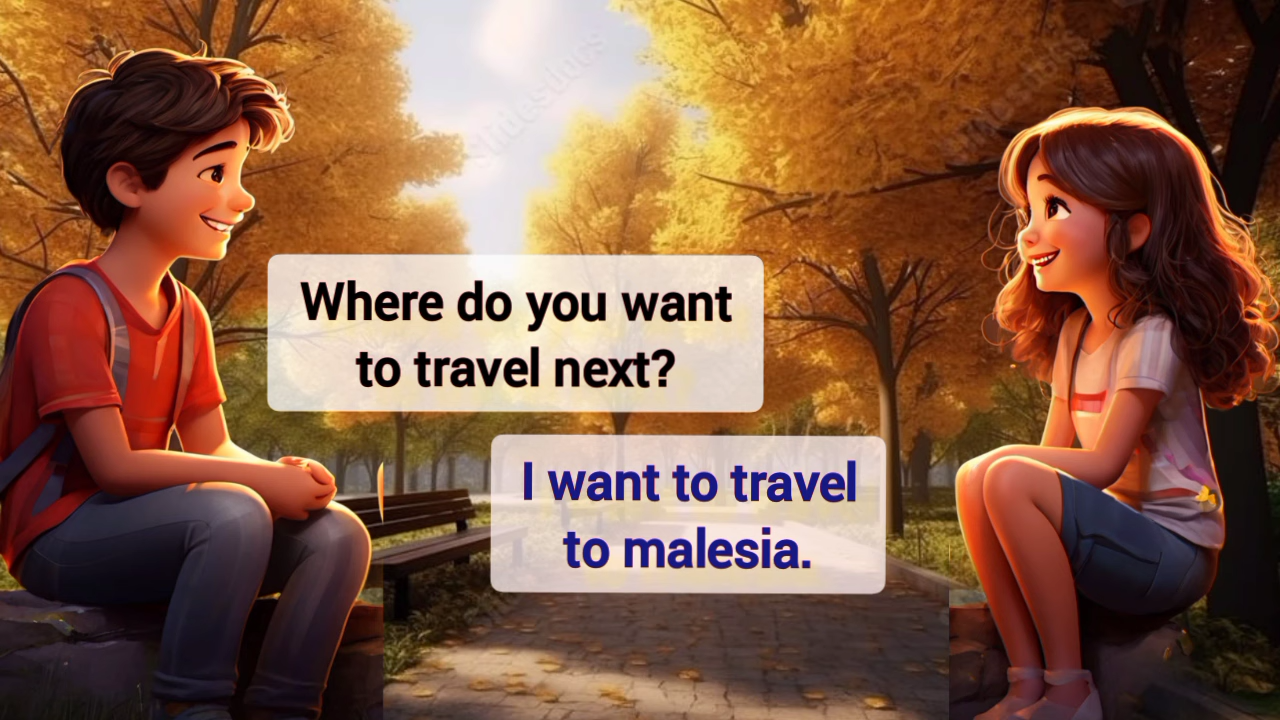 Where do you want
to travel next?
I want to travel
to malesia.